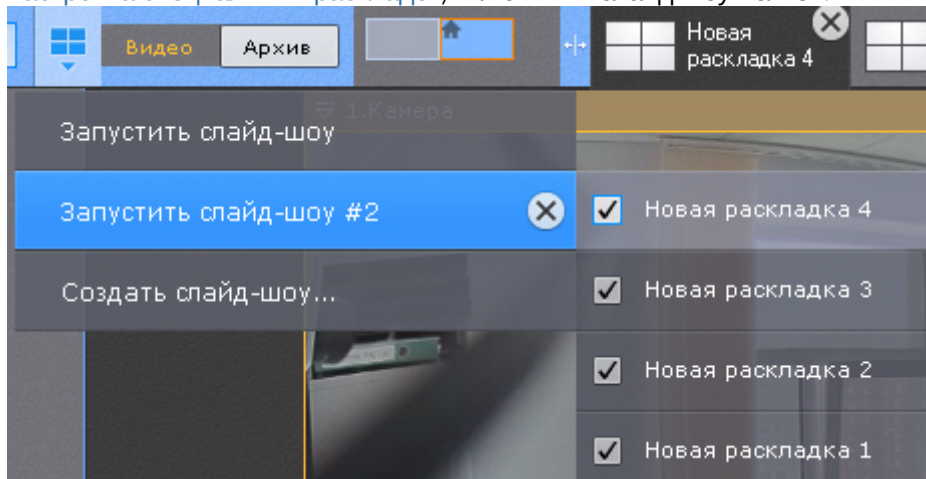 Видео
Архив
Новая
раскладка 4
1.Камера
Запустить слайд-шоу
Запустить слайд-шоу #2
Новая раскладка 4
Создать слайд-шоу...
Новая раскладка 3
Новая раскладка 2
Новая раскладка 1